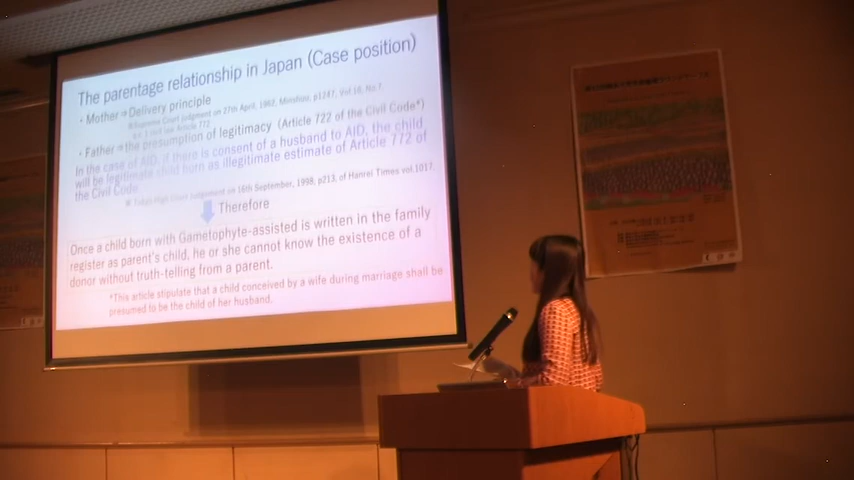 The parentage relationship in Japan (Case position)
・Mother⇒Delivery principle
※Supreme Court judgment on 27th April, 1962, Minshow, p1247, Vol.16, No.7.
・Father⇒the presumption of legitimacy (Article 722 of the Civil Code*)
In the case of AID, if there is consent of a husband to AID, the child
will be legitimate child born as illegitimate estimate of Article 772 of
the Civil Code
※Tokyo High Court judgement on 16th September, 1998, p213, of Hanrei Times vol.1017.
Therefore
Once a child born with Gametophyte-assisted is written in the family
register as parent's child, he or she cannot know the existence of a
donor without truth-telling from a parent.
*This article stipulate that a child conceived by a wife during marriage shall be
presumed to be the child of her husband.